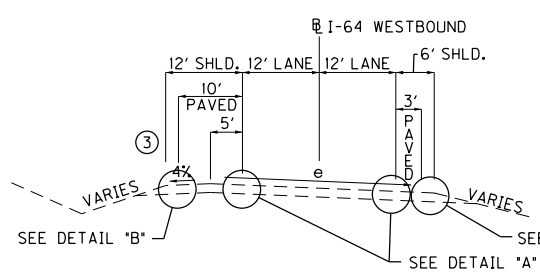 ℄ I-64 WESTBOUND
12' SHLD.
12' LANE
12' LANE
6' SHLD.
10'
PAVED
5'
3'
PAVED
3
4%
e
VARIES
VARIES
SEE DETAIL "B"
SEE
SEE DETAIL "A"